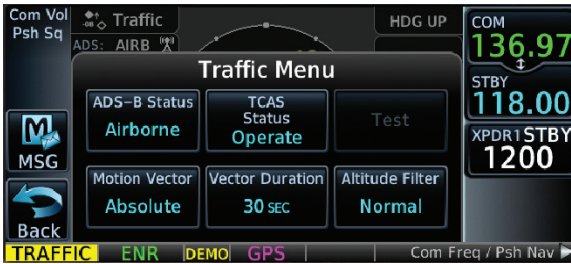 Com Vol
Psh Sq
Traffic
HDG UP
ADS: AIRB
Traffic Menu
ADS-B Status
Airborne
TCAS
Status
Operate
Test
Motion Vector
Absolute
Vector Duration
30 SEC
Altitude Filter
Normal
MSG
Back
COM
136.97
STBY
118.00
XPDR1 STBY
1200
TRAFFIC ENR DEMO GPS Com Freq / Psh Nav